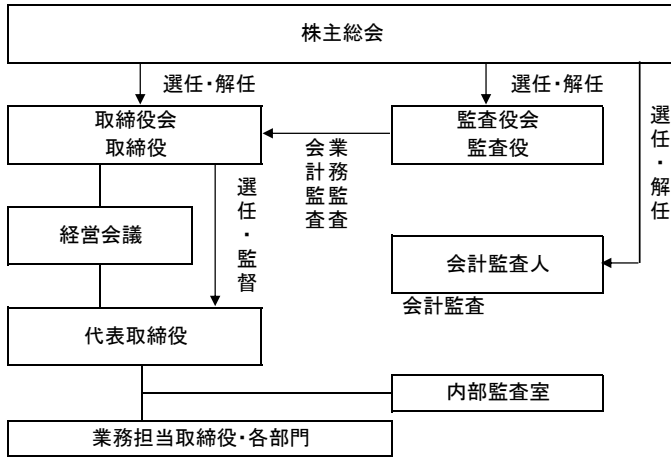 株主総会
選任・解任
選任・解任
選任・解任
取締役会
取締役
監査役会
監査役
業務監査
会計監査
選任・監督
経営会議
会計監査人
会計監査
代表取締役
内部監査室
業務担当取締役・各部門